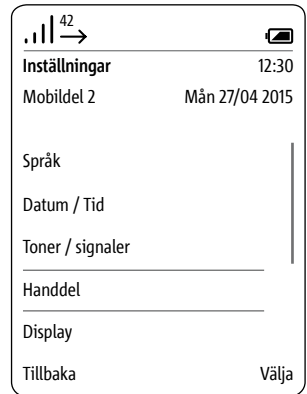 42
Inställningar 12:30
Mobildel 2 Mån 27/04 2015
Språk
Datum / Tid
Toner / signaler
Handdel
Display
Tillbaka Välja